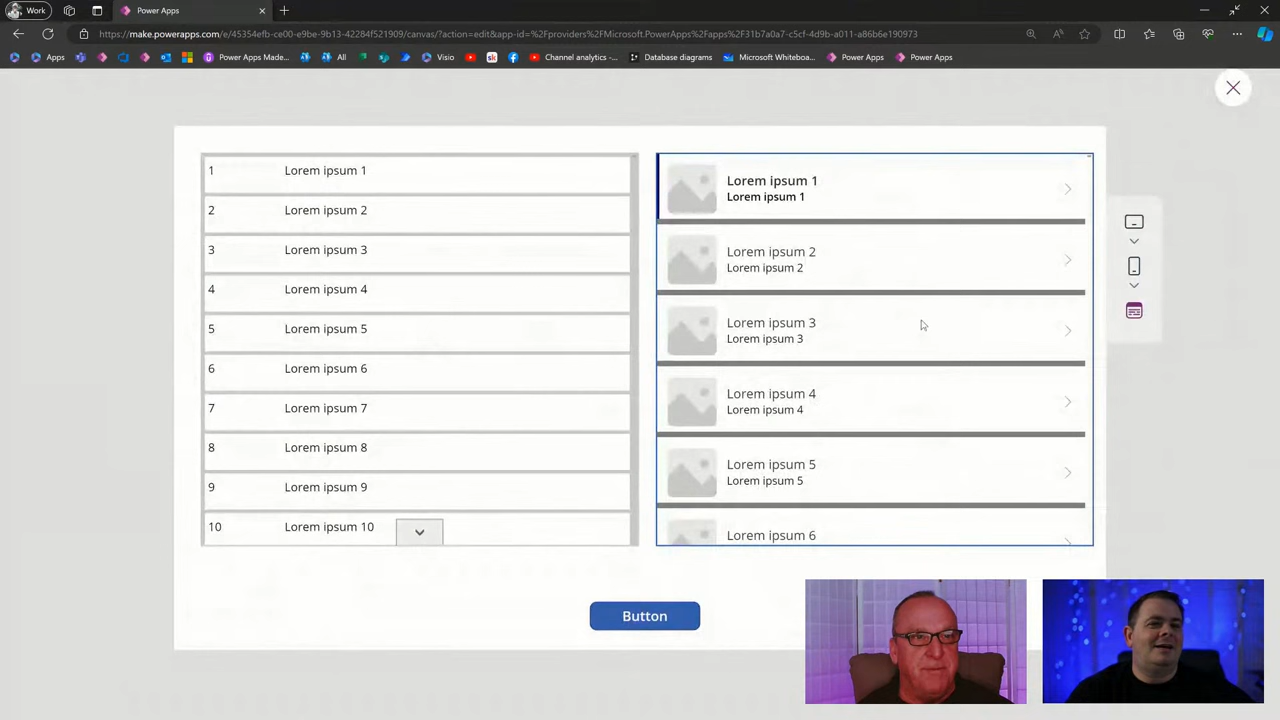 Work
Power Apps
https://make.powerapps.com/e/45354efb-ce00-e9be-9b13-42284f521909/canvas/?action=edit&app-id=%2Fproviders%2FMicrosoft.PowerApps%2Fapps%2F31b7a0a7-c5cf-4d9b-a011-a86b6e190973
Apps
Power Apps Made...
All
Visio
Channel analytics -...
Database diagrams
Microsoft Whiteboa...
Power Apps
Power Apps
1 Lorem ipsum 1
2 Lorem ipsum 2
3 Lorem ipsum 3
4 Lorem ipsum 4
5 Lorem ipsum 5
6 Lorem ipsum 6
7 Lorem ipsum 7
8 Lorem ipsum 8
9 Lorem ipsum 9
10 Lorem ipsum 10
Lorem ipsum 1
Lorem ipsum 1
Lorem ipsum 2
Lorem ipsum 2
Lorem ipsum 3
Lorem ipsum 3
Lorem ipsum 4
Lorem ipsum 4
Lorem ipsum 5
Lorem ipsum 5
Lorem ipsum 6
Button